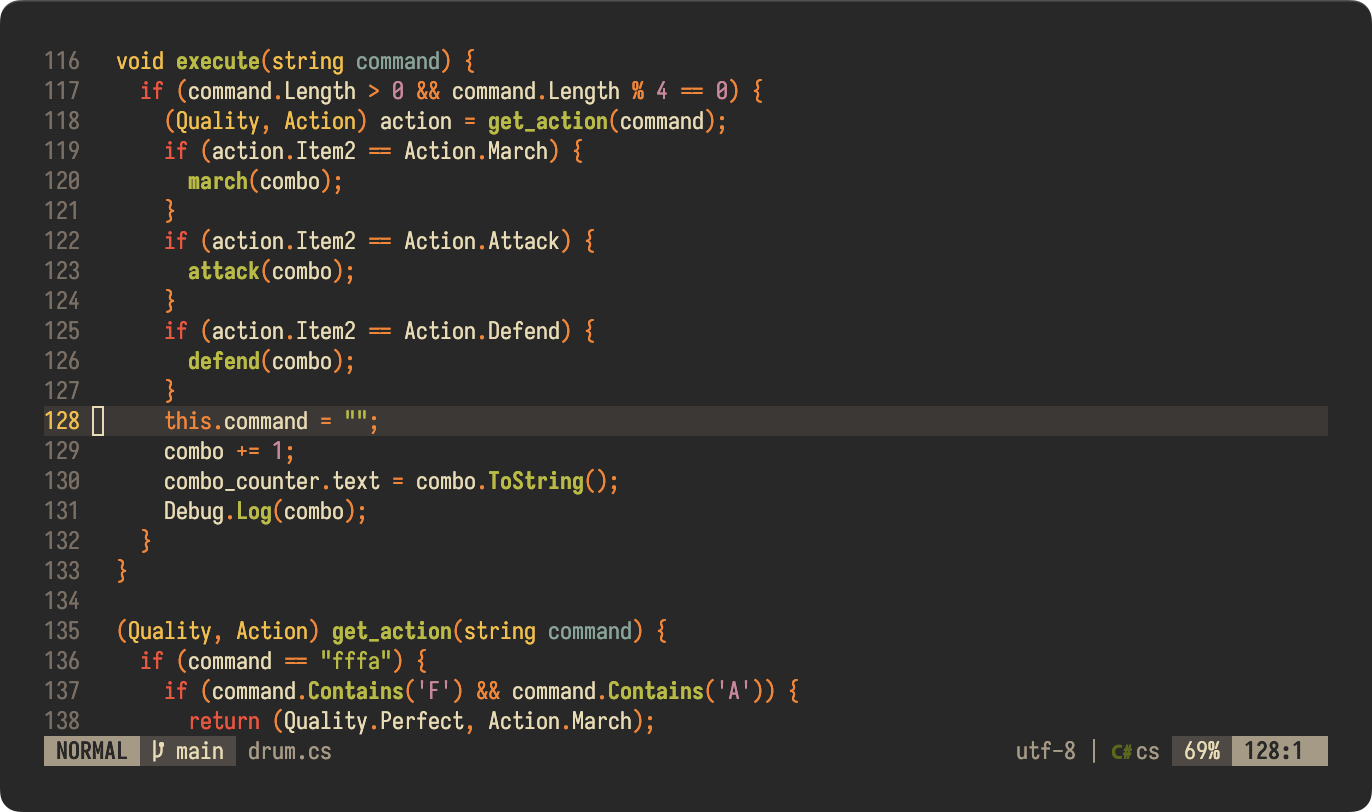 116   void execute(string command) {
117     if (command.Length > 0 && command.Length % 4 == 0) {
118       (Quality, Action) action = get_action(command);
119       if (action.Item2 == Action.March) {
120         march(combo);
121       }
122       if (action.Item2 == Action.Attack) {
123         attack(combo);
124       }
125       if (action.Item2 == Action.Defend) {
126         defend(combo);
127       }
128       this.command = "";
129       combo += 1;
130       combo_counter.text = combo.ToString();
131       Debug.Log(combo);
132     }
133   }
134
135   (Quality, Action) get_action(string command) {
136     if (command == "fffa") {
137       if (command.Contains('F') && command.Contains('A')) {
138         return (Quality.Perfect, Action.March);
NORMAL main drum.cs utf-8 | C# cs 69% 128:1